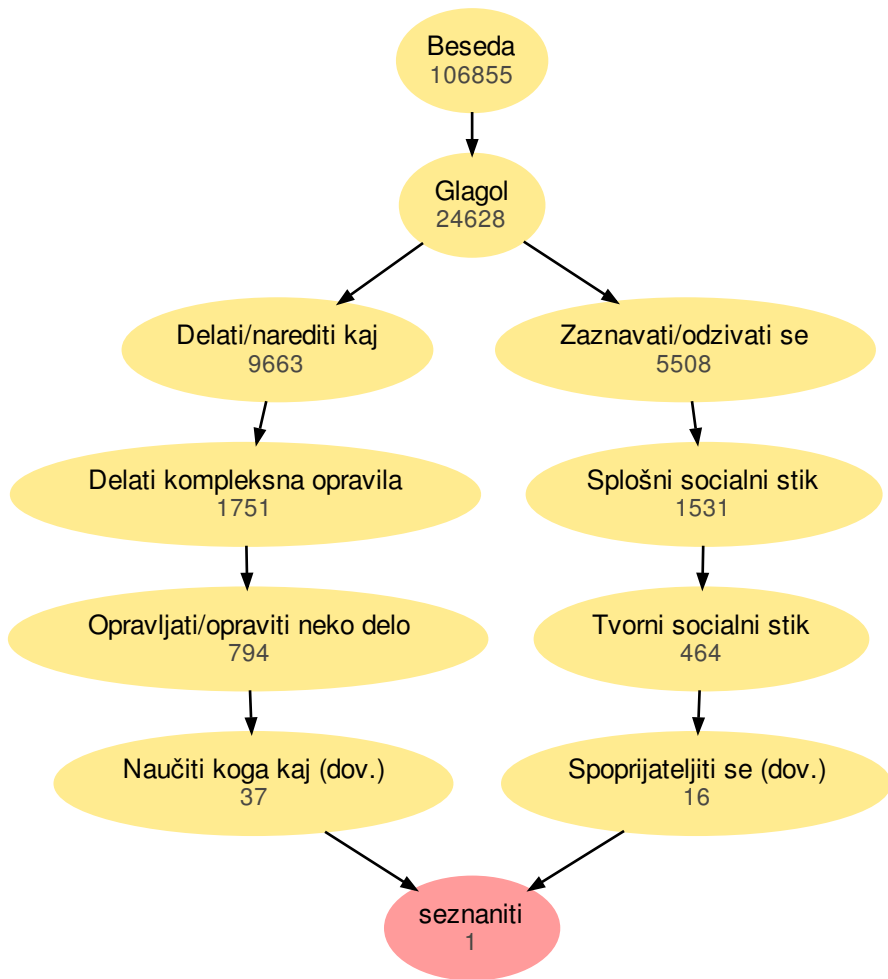 Beseda
106855
Glagol
24628
Delati/narediti kaj
9663
Zaznavati/odzivati se
5508
Delati kompleksna opravila
1751
Splošni socialni stik
1531
Opravljati/opraviti neko delo
794
Tvorni socialni stik
464
Naučiti koga kaj (dov.)
37
Spoprijateljiti se (dov.)
16
seznaniti
1